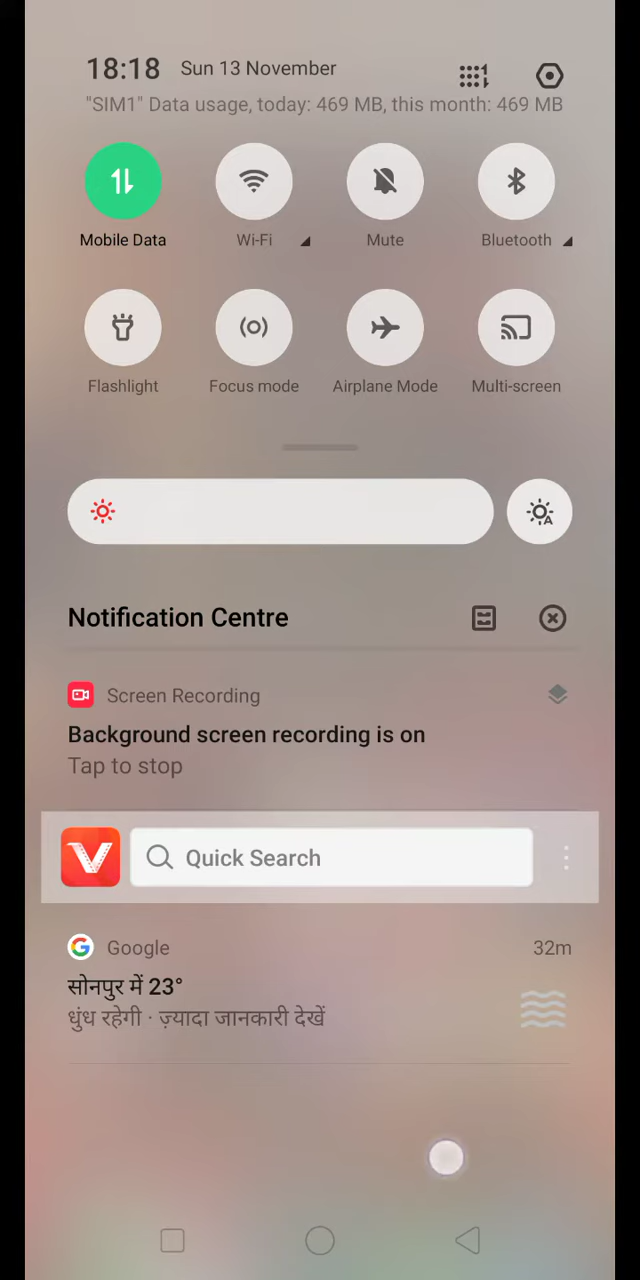 18:18 Sun 13 November
"SIM1" Data usage, today: 469 MB, this month: 469 MB
Mobile Data Wi-Fi Mute Bluetooth
Flashlight Focus mode Airplane Mode Multi-screen
Notification Centre
Screen Recording
Background screen recording is on
Tap to stop
Quick Search
Google 32m
सोनपुर में 23°
धुंध रहेगी · ज़्यादा जानकारी देखें